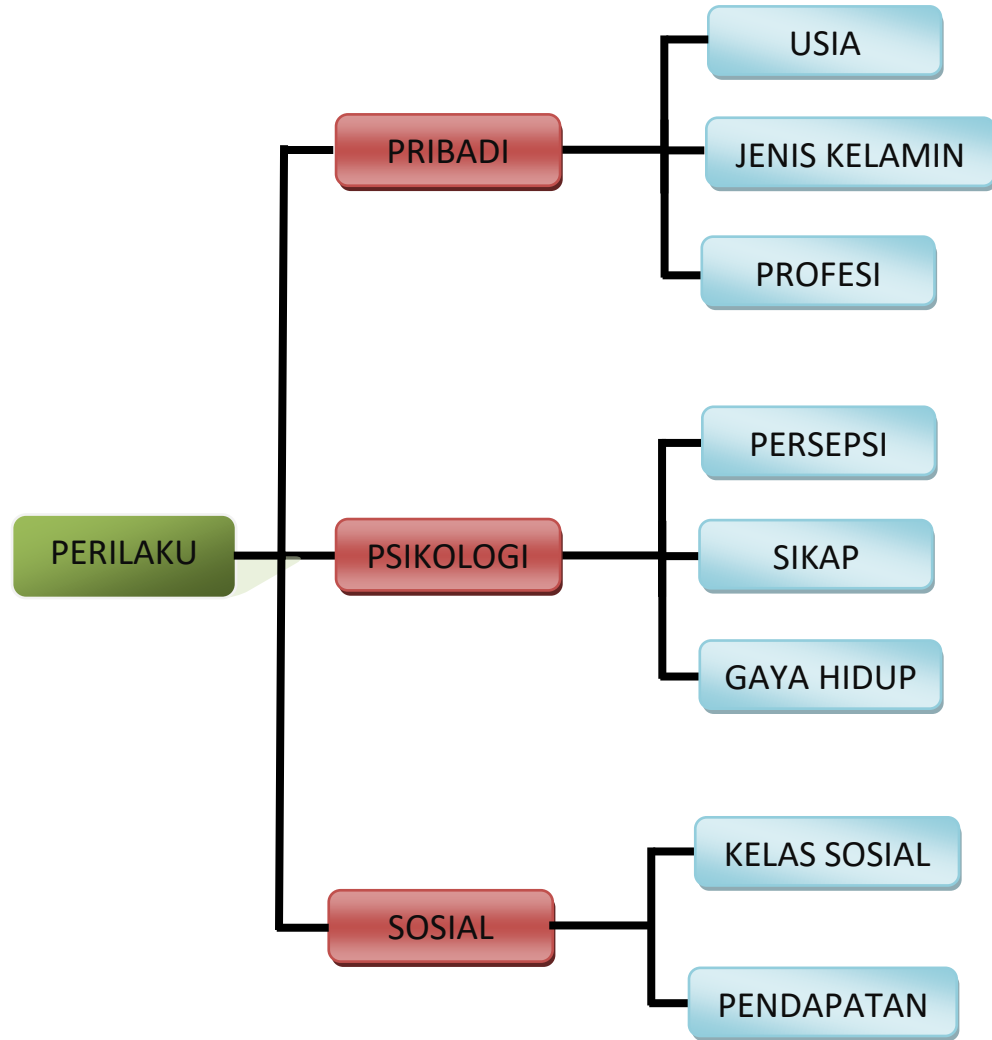 USIA
PRIBADI
JENIS KELAMIN
PROFESI
PERSEPSI
PERILAKU
PSIKOLOGI
SIKAP
GAYA HIDUP
KELAS SOSIAL
SOSIAL
PENDAPATAN